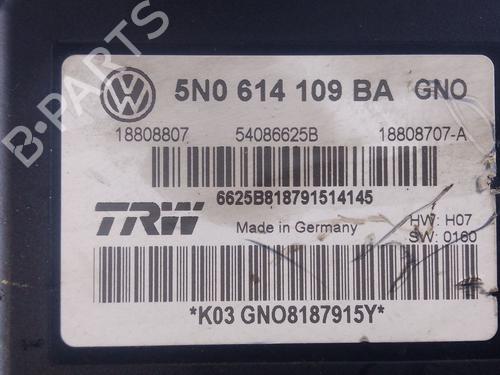 B-PARTS
5N0 614 109 BA GNO
18808807 54086625B 18808707-A
6625B818791514145
TRW Made in Germany HW: H07
SW: 0160
*K03 GNO8187915Y*